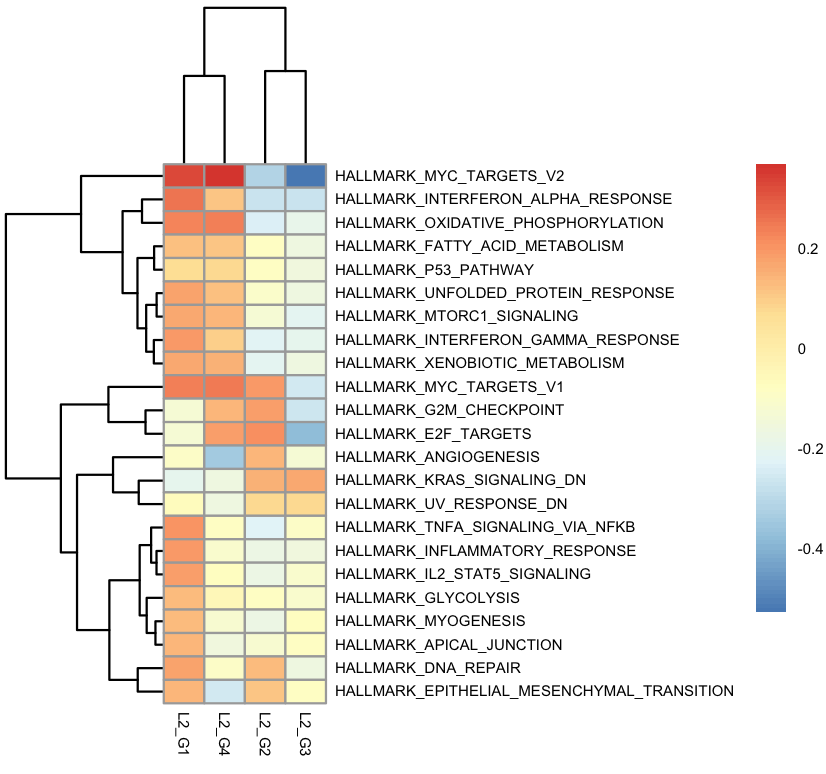 HALLMARK_MYC_TARGETS_V2
HALLMARK_INTERFERON_ALPHA_RESPONSE
HALLMARK_OXIDATIVE_PHOSPHORYLATION
HALLMARK_FATTY_ACID_METABOLISM
HALLMARK_P53_PATHWAY
HALLMARK_UNFOLDED_PROTEIN_RESPONSE
HALLMARK_MTORC1_SIGNALING
HALLMARK_INTERFERON_GAMMA_RESPONSE
HALLMARK_XENOBIOTIC_METABOLISM
HALLMARK_MYC_TARGETS_V1
HALLMARK_G2M_CHECKPOINT
HALLMARK_E2F_TARGETS
HALLMARK_ANGIOGENESIS
HALLMARK_KRAS_SIGNALING_DN
HALLMARK_UV_RESPONSE_DN
HALLMARK_TNFA_SIGNALING_VIA_NFKB
HALLMARK_INFLAMMATORY_RESPONSE
HALLMARK_IL2_STAT5_SIGNALING
HALLMARK_GLYCOLYSIS
HALLMARK_MYOGENESIS
HALLMARK_APICAL_JUNCTION
HALLMARK_DNA_REPAIR
HALLMARK_EPITHELIAL_MESENCHYMAL_TRANSITION
L2_G1
L2_G4
L2_G2
L2_G3
0.2
0
-0.2
-0.4